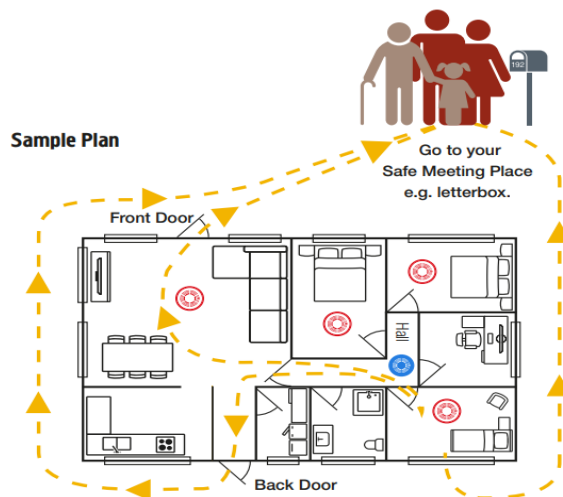 192
Sample Plan
Go to your
Safe Meeting Place
e.g. letterbox.
Front Door
Hall
Back Door